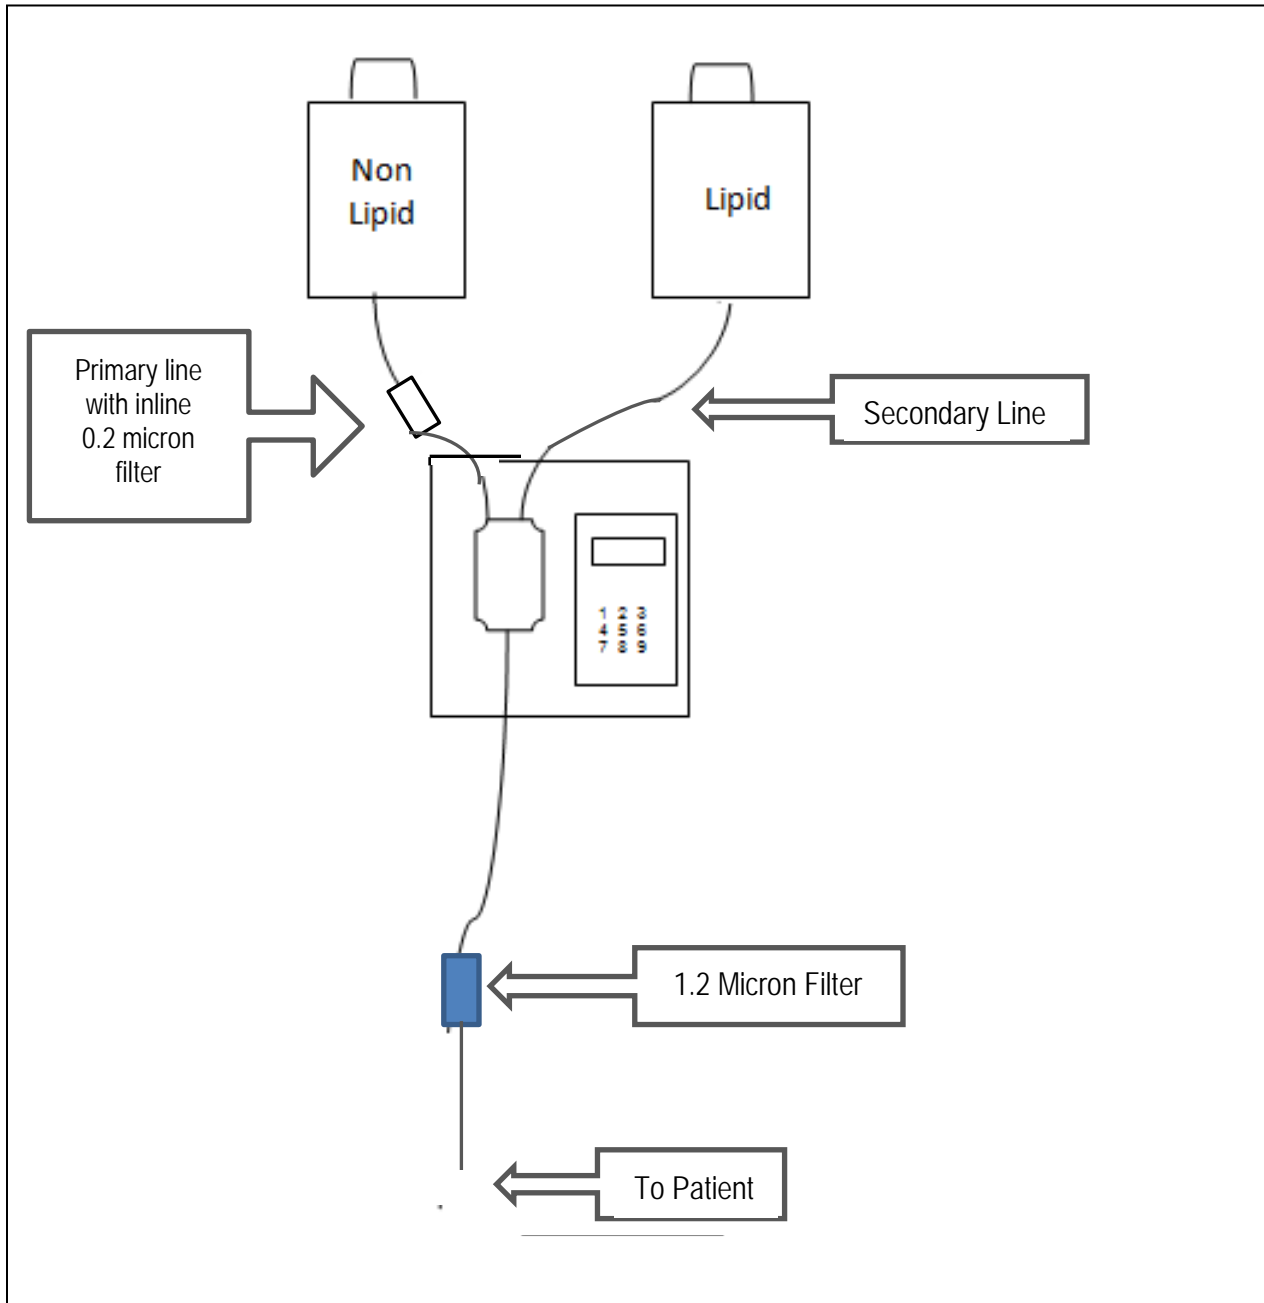 Non
Lipid
Lipid
Primary line
with inline
0.2 micron
filter
Secondary Line
1 2 3
4 5 6
7 8 9
1.2 Micron Filter
To Patient